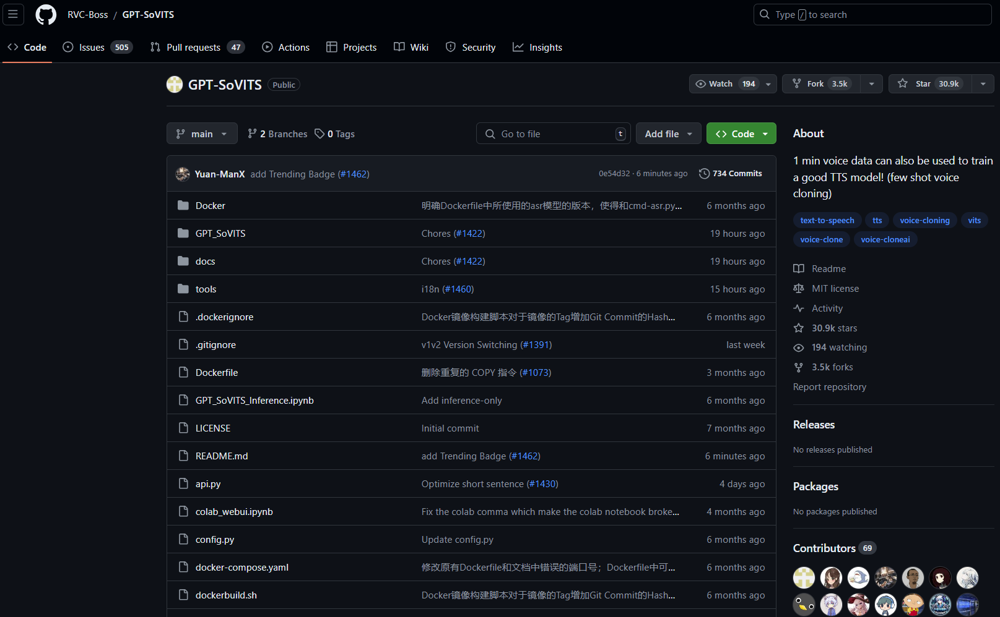 RVC-Boss / GPT-SoVITS
Type / to search
Code
Issues 505
Pull requests 47
Actions
Projects
Wiki
Security
Insights
GPT-SoVITS Public
Watch 194
Fork 3.5k
Star 30.9k
main
2 Branches
0 Tags
Go to file t
Add file
Code
Yuan-ManX add Trending Badge (#1462) 0e54d32 · 6 minutes ago 734 Commits
Docker 明确Dockerfile中所使用的asr模型的版本，使得和cmd-asr.py... 6 months ago
GPT_SoVITS Chores (#1422) 19 hours ago
docs Chores (#1422) 19 hours ago
tools i18n (#1460) 15 hours ago
.dockerignore Docker镜像构建脚本对于镜像的Tag增加Git Commit的Hash... 6 months ago
.gitignore v1v2 Version Switching (#1391) last week
Dockerfile 删除重复的 COPY 指令 (#1073) 3 months ago
GPT_SoVITS_Inference.ipynb Add inference-only 6 months ago
LICENSE Initial commit 7 months ago
README.md add Trending Badge (#1462) 6 minutes ago
api.py Optimize short sentence (#1430) 4 days ago
colab_webui.ipynb Fix the colab comma which make the colab notebook broke... 4 months ago
config.py Update config.py 6 months ago
docker-compose.yaml 修改原有Dockerfile和文档中错误的端口号；Dockerfile中可... 6 months ago
dockerbuild.sh Docker镜像构建脚本对于镜像的Tag增加Git Commit的Hash... 6 months ago
About
1 min voice data can also be used to train
a good TTS model! (few shot voice
cloning)
text-to-speech tts voice-cloning vits
voice-clone voice-cloneai
Readme
MIT license
Activity
30.9k stars
194 watching
3.5k forks
Report repository
Releases
No releases published
Packages
No packages published
Contributors 69